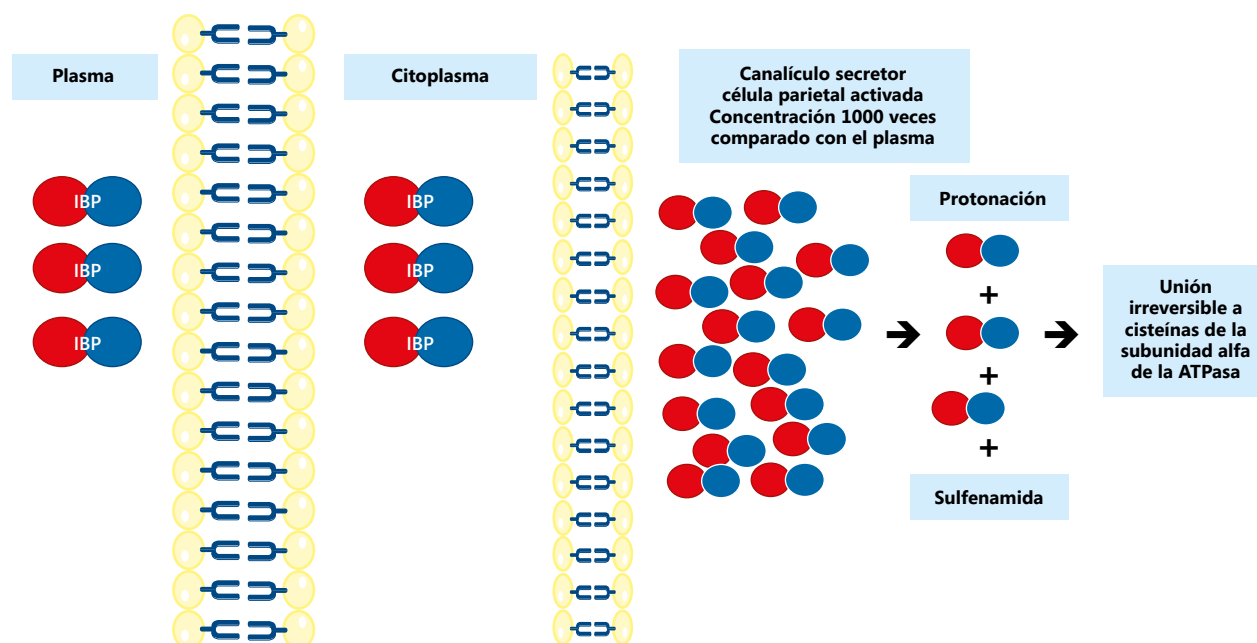 Plasma
Citoplasma
Canalículo secretor
célula parietal activada
Concentración 1000 veces
comparado con el plasma
IBP
IBP
IBP
IBP
IBP
IBP
Protonación
+
+
+
Sulfenamida
Unión
irreversible a
cisteínas de la
subunidad alfa
de la ATPasa